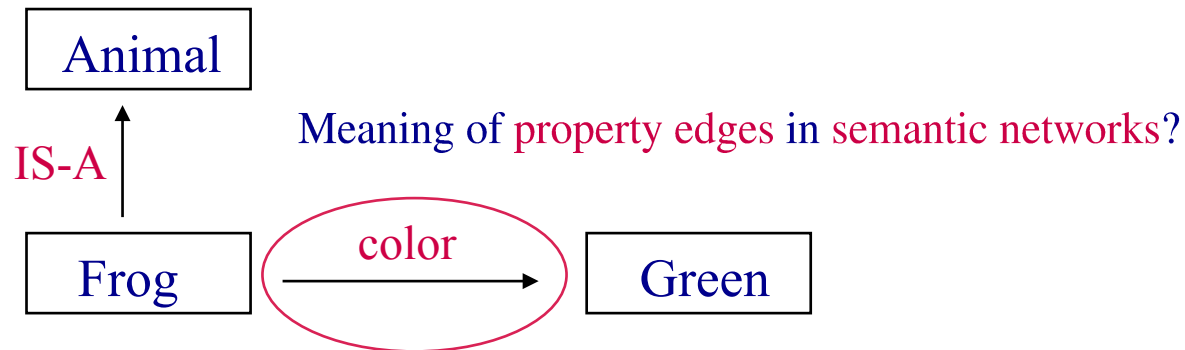 Animal
Meaning of property edges in semantic networks?
IS-A
color
Frog
Green